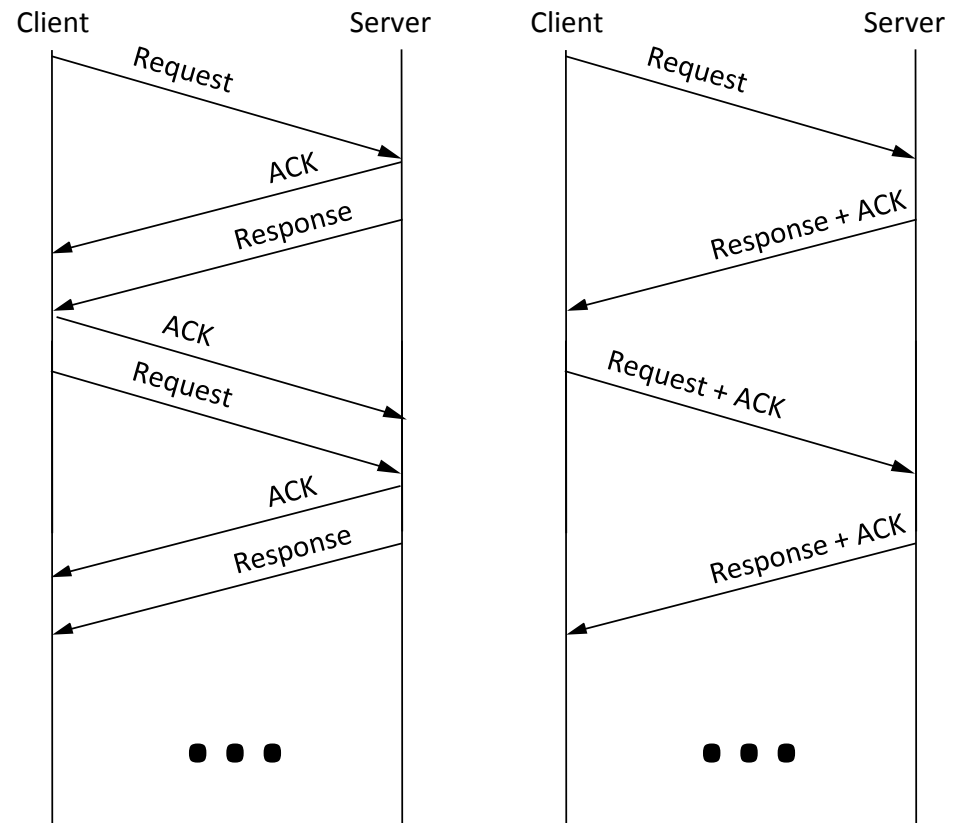 Client
Server
Request
ACK
Response
ACK
Request
ACK
Response
Client
Server
Request
Response + ACK
Request + ACK
Response + ACK